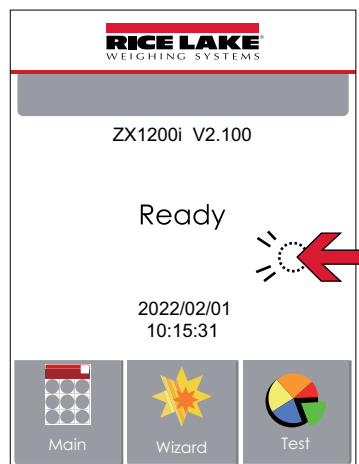 RICE LAKE
WEIGHING SYSTEMS
ZX1200i V2.100
Ready
2022/02/01
10:15:31
Main
Wizard
Test